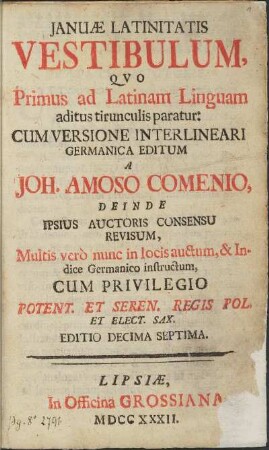 JANUÆ LATINITATIS
VESTIBULUM,
QVO
Primus ad Latinam Linguam
aditus tirunculis paratur:
CUM VERSIONE INTERLINEARI
GERMANICA EDITUM
A
JOH. AMOSO COMENIO,
DEINDE
IPSIUS AUCTORIS CONSENSU
REVISUM,
Multis verò nunc in locis auctum, & In-
dice Germanico instructum,
CUM PRIVILEGIO
POTENT. ET SEREN. REGIS POL.
ET ELECT. SAX.
EDITIO DECIMA SEPTIMA.
LIPSIÆ,
In Officina GROSSIANA
MDCCXXXII.